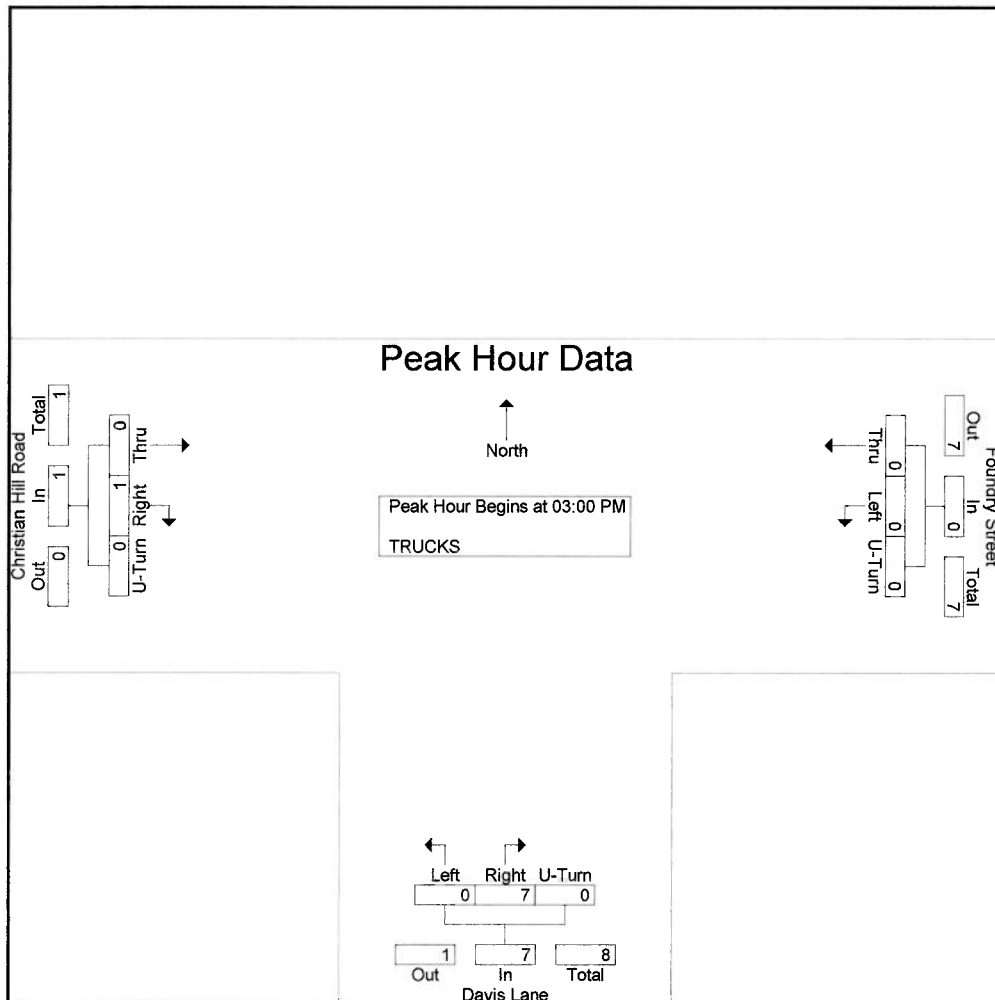 Peak Hour Data
North
Peak Hour Begins at 03:00 PM
TRUCKS
Christian Hill Road
Out In Total
0 1 1
U-Turn Right Thru
0 1 0
Foundry Street
Out In Total
7 0 7
Thru Left U-Turn
0 0 0
Left Right U-Turn
0 7 0
1 7 8
Out In Total
Davis Lane